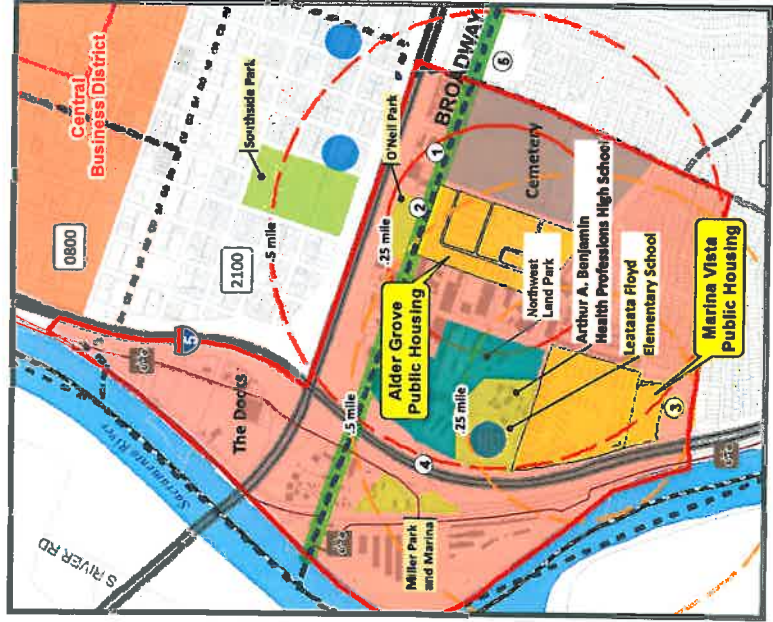 Central
Business District
0800
Southside Park
2100
.5 mile
5
The Docks
Sacramento River
S RIVER RD
BROADWAY
5
1
O'Neil Park
2
.25 mile
Cemetery
Alder Grove
Public Housing
Northwest
Land Park
Arthur A. Benjamin
Health Professions High School
Leataata Floyd
Elementary School
Marina Vista
Public Housing
.5 mile
.25 mile
4
3
Miller Park
and Marina